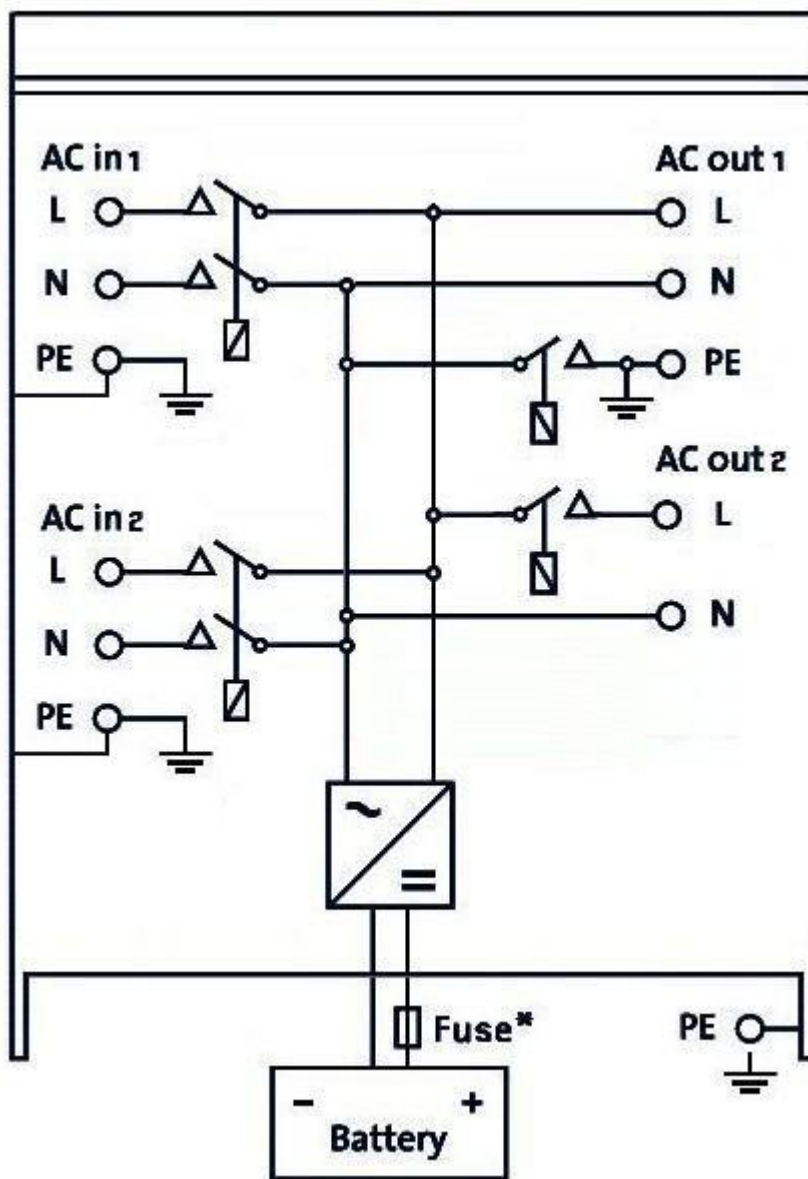 AC in 1
L
N
PE
AC out 1
L
N
PE
AC in 2
L
N
PE
AC out 2
L
N
Fuse*
PE
- +
Battery